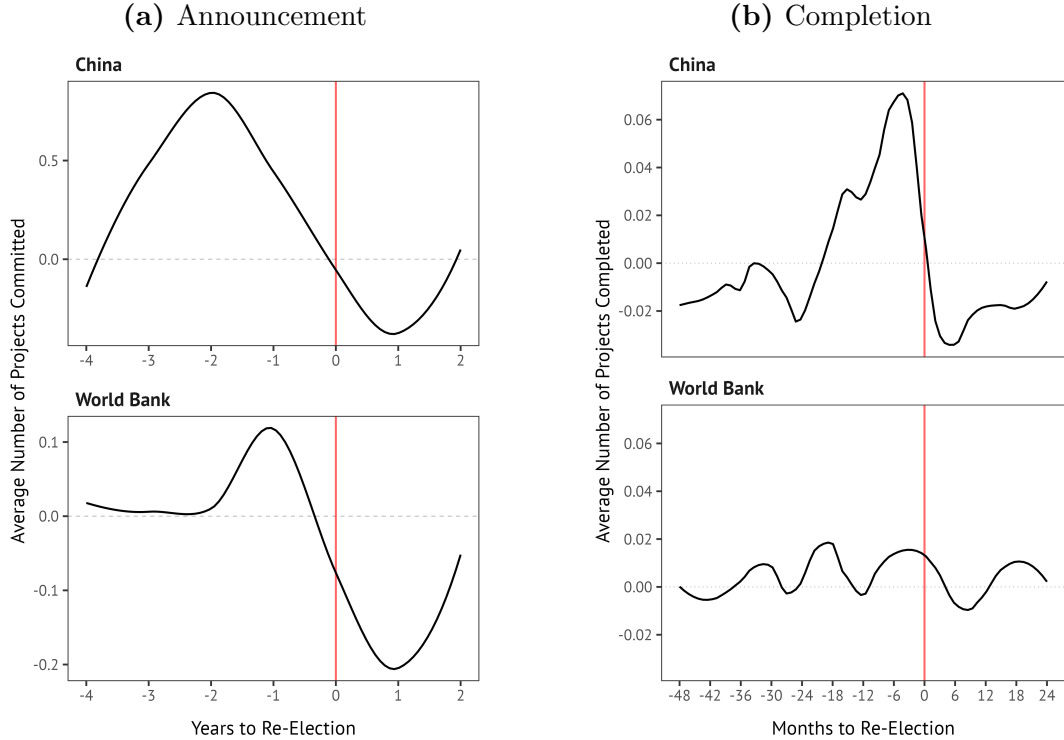 (a) Announcement
China
0.5
0.0
-4 -3 -2 -1 0 1 2
World Bank
0.1
0.0
-0.1
-0.2
-4 -3 -2 -1 0 1 2
Average Number of Projects Committed
Years to Re-Election
(b) Completion
China
0.06
0.04
0.02
0.00
-0.02
World Bank
0.06
0.04
0.02
0.00
-0.02
-48 -42 -36 -30 -24 -18 -12 -6 0 6 12 18 24
Average Number of Projects Completed
Months to Re-Election